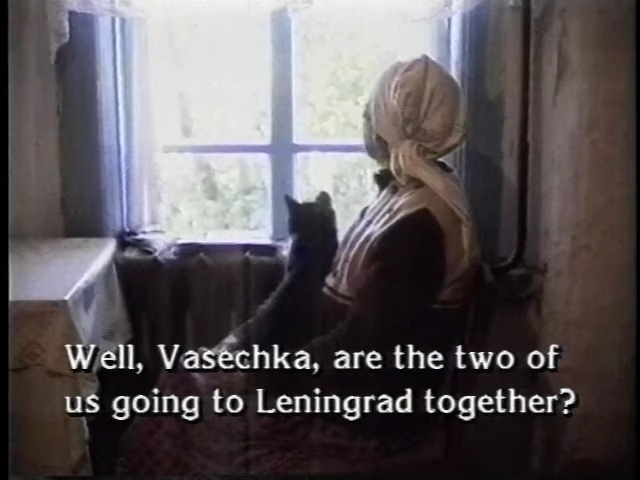 Well, Vasechka, are the two of
us going to Leningrad together?